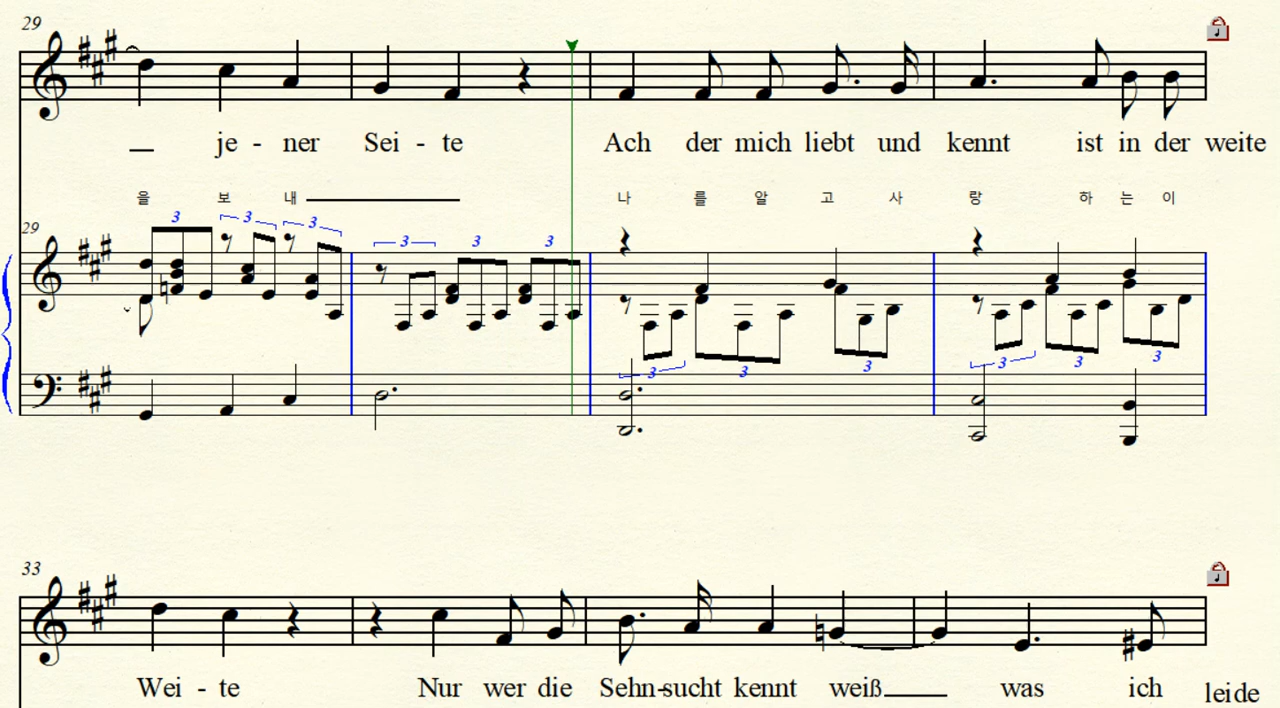 29
je - ner Sei - te Ach der mich liebt und kennt ist in der weite
을 보 내 나 를 알 고 사 랑 하 는 이
29
3 3 3 3 3 3
3 3 3 3 3 3
33
Wei - te Nur wer die Sehn-sucht kennt weiß was ich leide